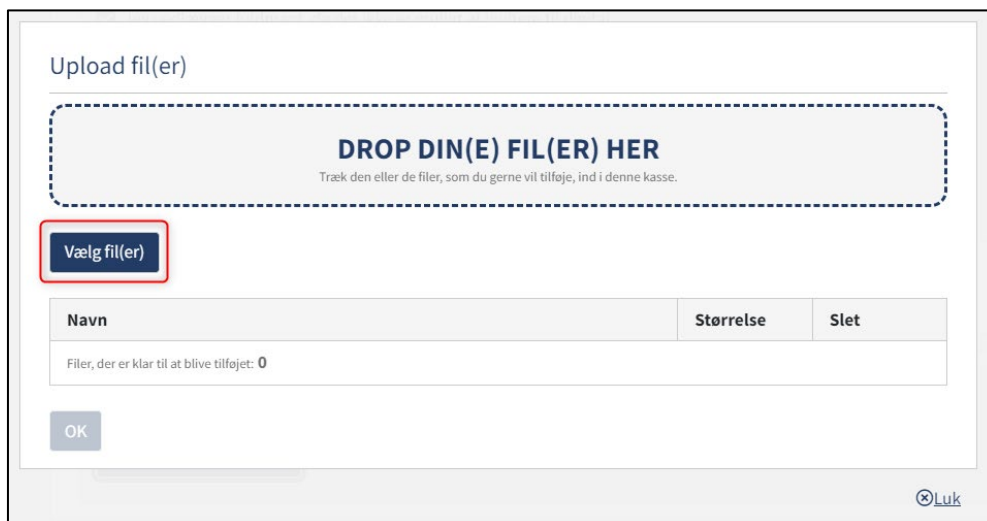 Upload fil(er)
DROP DIN(E) FIL(ER) HER
Træk den eller de filer, som du gerne vil tilføje, ind i denne kasse.
Vælg fil(er)
Navn Størrelse Slet
Filer, der er klar til at blive tilføjet: 0
OK
Luk